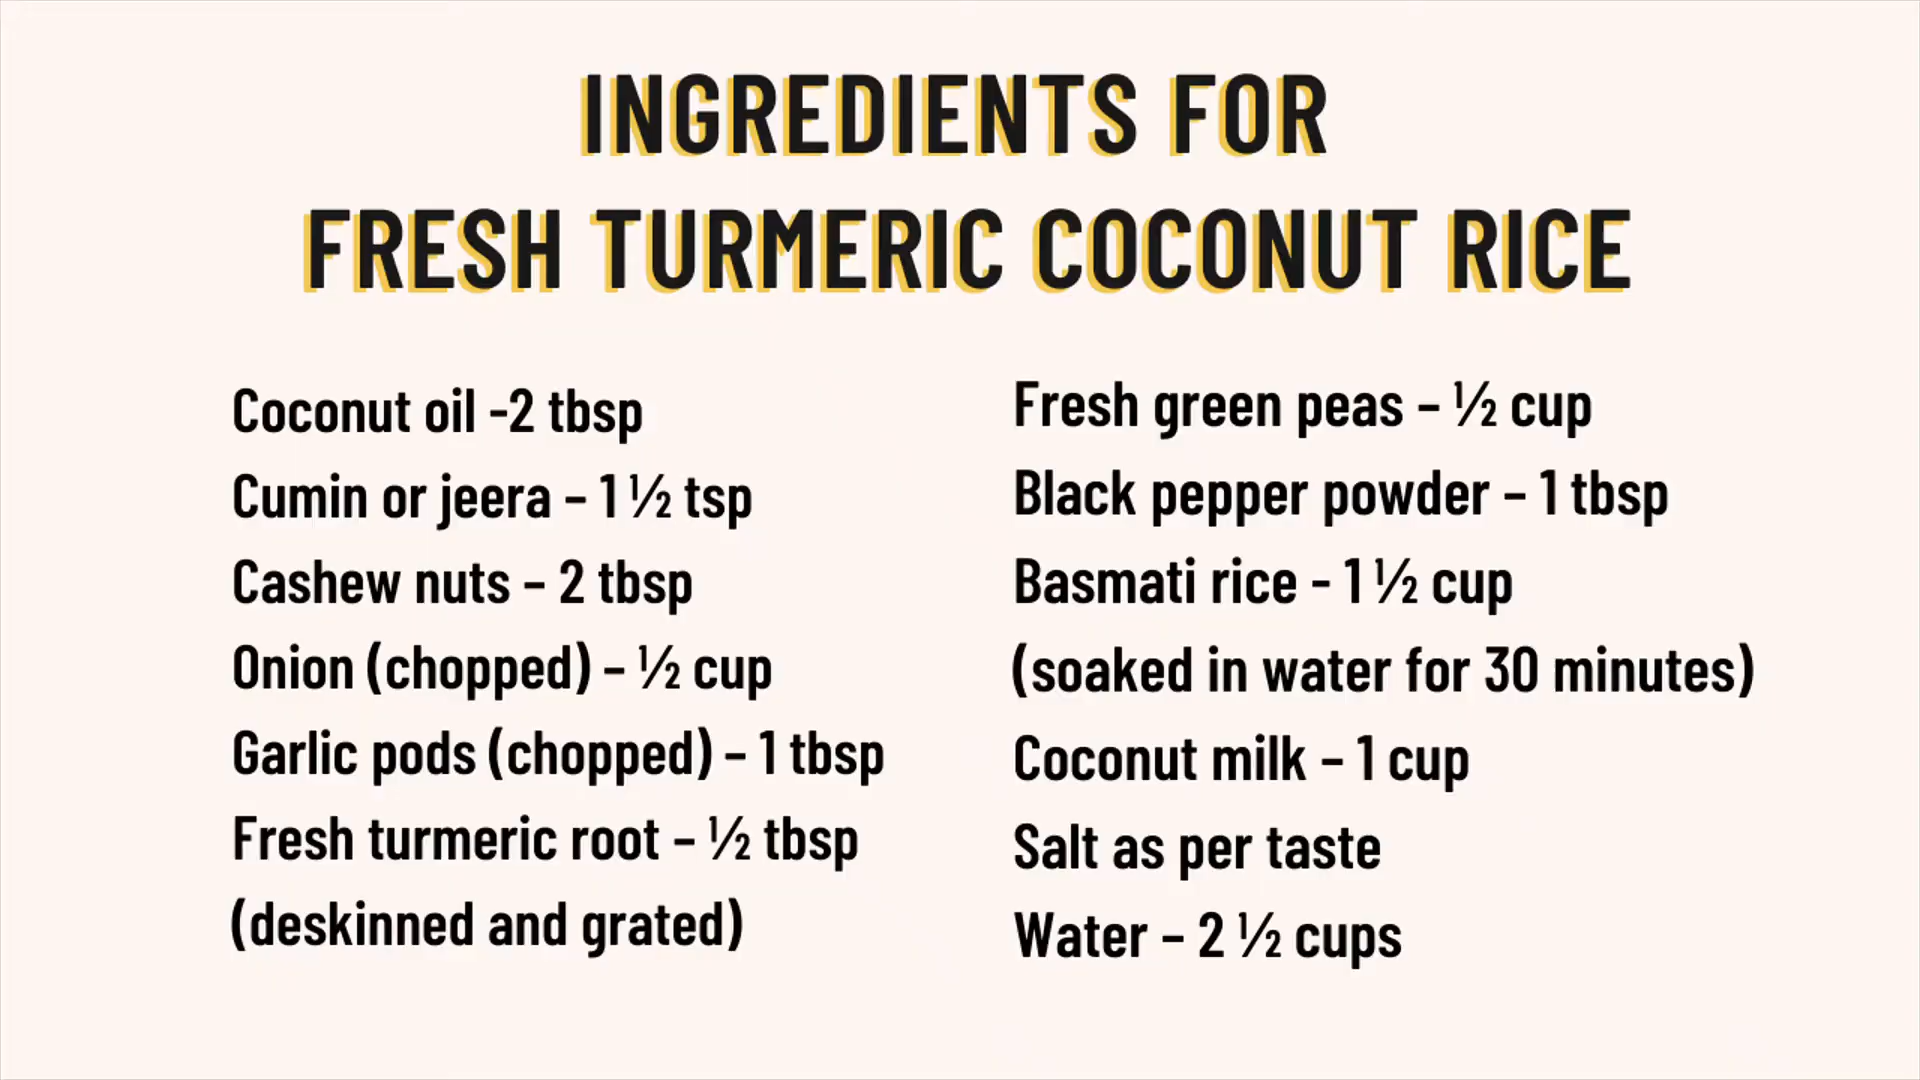 INGREDIENTS FOR
FRESH TURMERIC COCONUT RICE
Coconut oil -2 tbsp
Cumin or jeera – 1 ½ tsp
Cashew nuts – 2 tbsp
Onion (chopped) – ½ cup
Garlic pods (chopped) – 1 tbsp
Fresh turmeric root – ½ tbsp
(deskinned and grated)
Fresh green peas – ½ cup
Black pepper powder – 1 tbsp
Basmati rice - 1 ½ cup
(soaked in water for 30 minutes)
Coconut milk – 1 cup
Salt as per taste
Water – 2 ½ cups